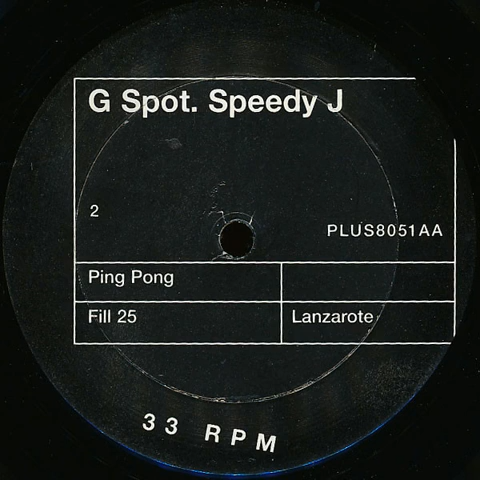 G Spot. Speedy J
2
PLUS8051AA
Ping Pong
Fill 25
Lanzarote
33 RPM